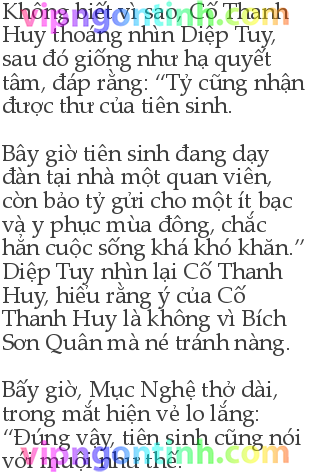 Không biết vì sao, Cố Thanh
Huy thoáng nhìn Diệp Tuy,
sau đó giống như hạ quyết
tâm, đáp rằng: “Tỷ cũng nhận
được thư của tiên sinh.
Bây giờ tiên sinh đang dạy
đàn tại nhà một quan viên,
còn bảo tỷ gửi cho một ít bạc
và y phục mùa đông, chắc
hẳn cuộc sống khá khó khăn.”
Diệp Tuy nhìn lại Cố Thanh
Huy, hiểu rằng ý của Cố
Thanh Huy là không vì Bích
Sơn Quân mà né tránh nàng.
Bấy giờ, Mục Nghệ thở dài,
trong mắt hiện vẻ lo lắng:
“Đúng vậy, tiên sinh cũng nói
với muội như thế.
vipngontinh.com
vipngontinh.com